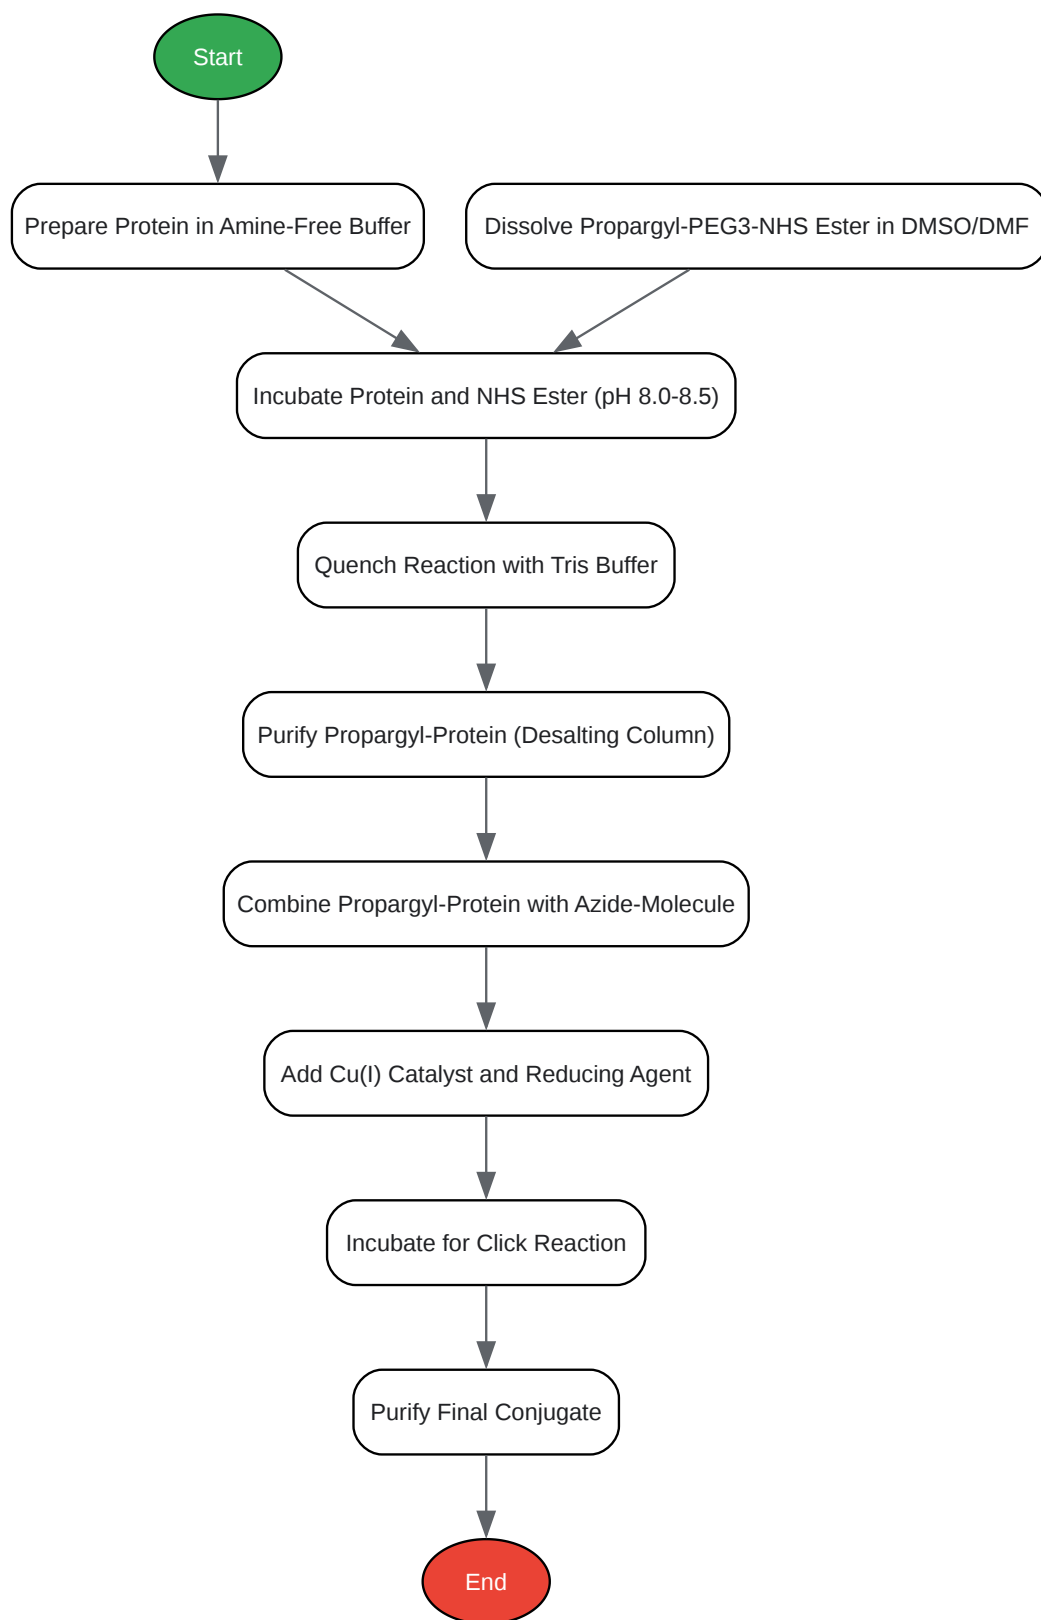 Start
Prepare Protein in Amine-Free Buffer
Dissolve Propargyl-PEG3-NHS Ester in DMSO/DMF
Incubate Protein and NHS Ester (pH 8.0-8.5)
Quench Reaction with Tris Buffer
Purify Propargyl-Protein (Desalting Column)
Combine Propargyl-Protein with Azide-Molecule
Add Cu(I) Catalyst and Reducing Agent
Incubate for Click Reaction
Purify Final Conjugate
End